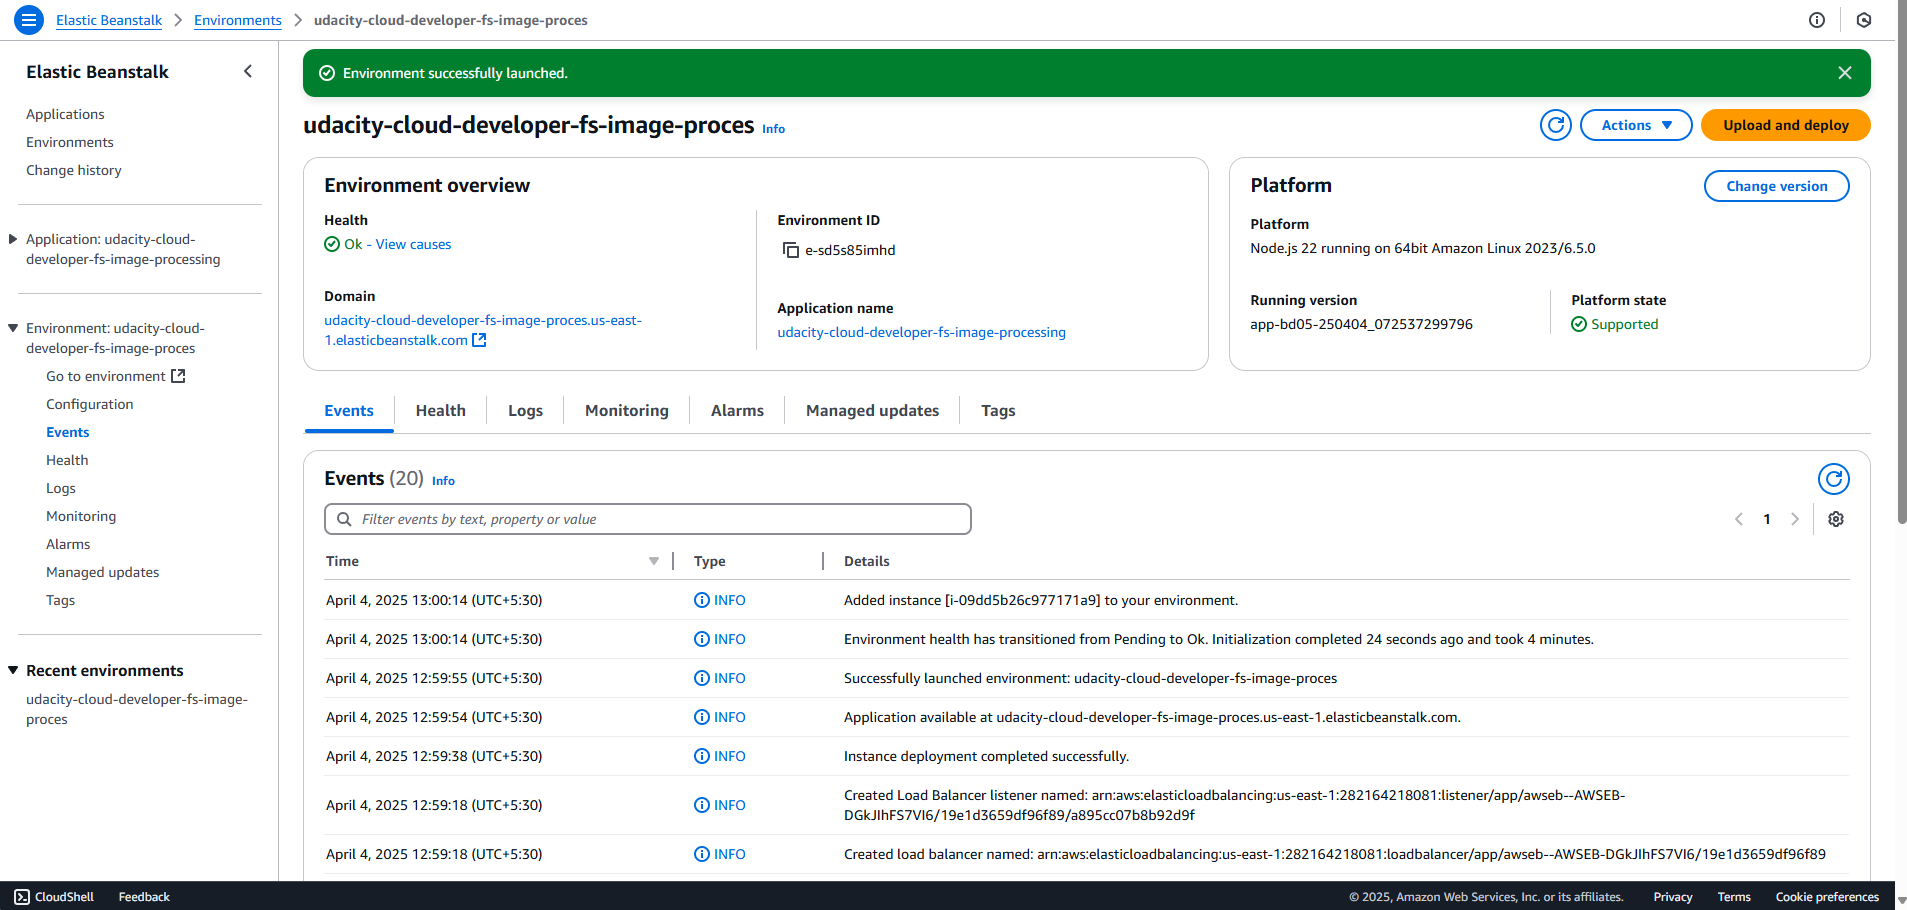 Elastic Beanstalk > Environments > udacity-cloud-developer-fs-image-proces
Elastic Beanstalk
Applications
Environments
Change history
Application: udacity-cloud-
developer-fs-image-processing
Environment: udacity-cloud-
developer-fs-image-proces
Go to environment
Configuration
Events
Health
Logs
Monitoring
Alarms
Managed updates
Tags
Recent environments
udacity-cloud-developer-fs-image-
proces
Environment successfully launched.
udacity-cloud-developer-fs-image-proces Info
Actions
Upload and deploy
Environment overview
Health
Ok - View causes
Domain
udacity-cloud-developer-fs-image-proces.us-east-
1.elasticbeanstalk.com
Environment ID
e-sd5s85imhd
Application name
udacity-cloud-developer-fs-image-processing
Platform
Change version
Platform
Node.js 22 running on 64bit Amazon Linux 2023/6.5.0
Running version
app-bd05-250404_072537299796
Platform state
Supported
Events Health Logs Monitoring Alarms Managed updates Tags
Events (20) Info
Filter events by text, property or value
1
Time Type Details
April 4, 2025 13:00:14 (UTC+5:30) INFO Added instance [i-09dd5b26c977171a9] to your environment.
April 4, 2025 13:00:14 (UTC+5:30) INFO Environment health has transitioned from Pending to Ok. Initialization completed 24 seconds ago and took 4 minutes.
April 4, 2025 12:59:55 (UTC+5:30) INFO Successfully launched environment: udacity-cloud-developer-fs-image-proces
April 4, 2025 12:59:54 (UTC+5:30) INFO Application available at udacity-cloud-developer-fs-image-proces.us-east-1.elasticbeanstalk.com.
April 4, 2025 12:59:38 (UTC+5:30) INFO Instance deployment completed successfully.
April 4, 2025 12:59:18 (UTC+5:30) INFO Created Load Balancer listener named: arn:aws:elasticloadbalancing:us-east-1:282164218081:listener/app/awseb--AWSEB-
DGkJIhFS7VI6/19e1d3659df96f89/a895cc07b8b92d9f
April 4, 2025 12:59:18 (UTC+5:30) INFO Created load balancer named: arn:aws:elasticloadbalancing:us-east-1:282164218081:loadbalancer/app/awseb--AWSEB-DGkJIhFS7VI6/19e1d3659df96f89
CloudShell Feedback © 2025, Amazon Web Services, Inc. or its affiliates. Privacy Terms Cookie preferences